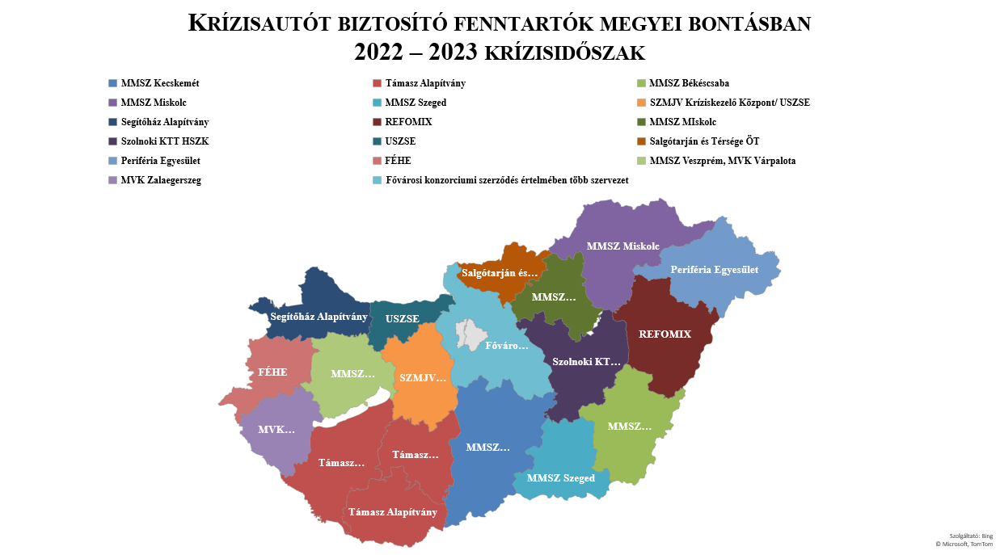 KRÍZISAUTÓT BIZTOSÍTÓ FENNTARTÓK MEGYEI BONTÁSBAN
2022 – 2023 KRÍZISIDŐSZAK
MMSZ Kecskemét
Támasz Alapítvány
MMSZ Békéscsaba
MMSZ Miskolc
MMSZ Szeged
SZMJV Kríziskezelő Központ/ USZSE
Segítőház Alapítvány
REFOMIX
MMSZ MIskolc
Szolnoki KTT HSZK
USZSE
Salgótarján és Térsége ÖT
Periféria Egyesület
FÉHE
MMSZ Veszprém, MVK Várpalota
MVK Zalaegerszeg
Fővárosi konzorciumi szerződés értelmében több szervezet
MMSZ Miskolc
Periféria Egyesület
Salgótarján és…
MMSZ…
Segítőház Alapítvány
USZSE
REFOMIX
Főváro…
Szolnoki KT…
FÉHE
MMSZ…
SZMJV…
MVK…
MMSZ…
MMSZ…
Támasz…
Támasz…
MMSZ Szeged
Támasz Alapítvány
Szolgáltató: Bing
© Microsoft, TomTom